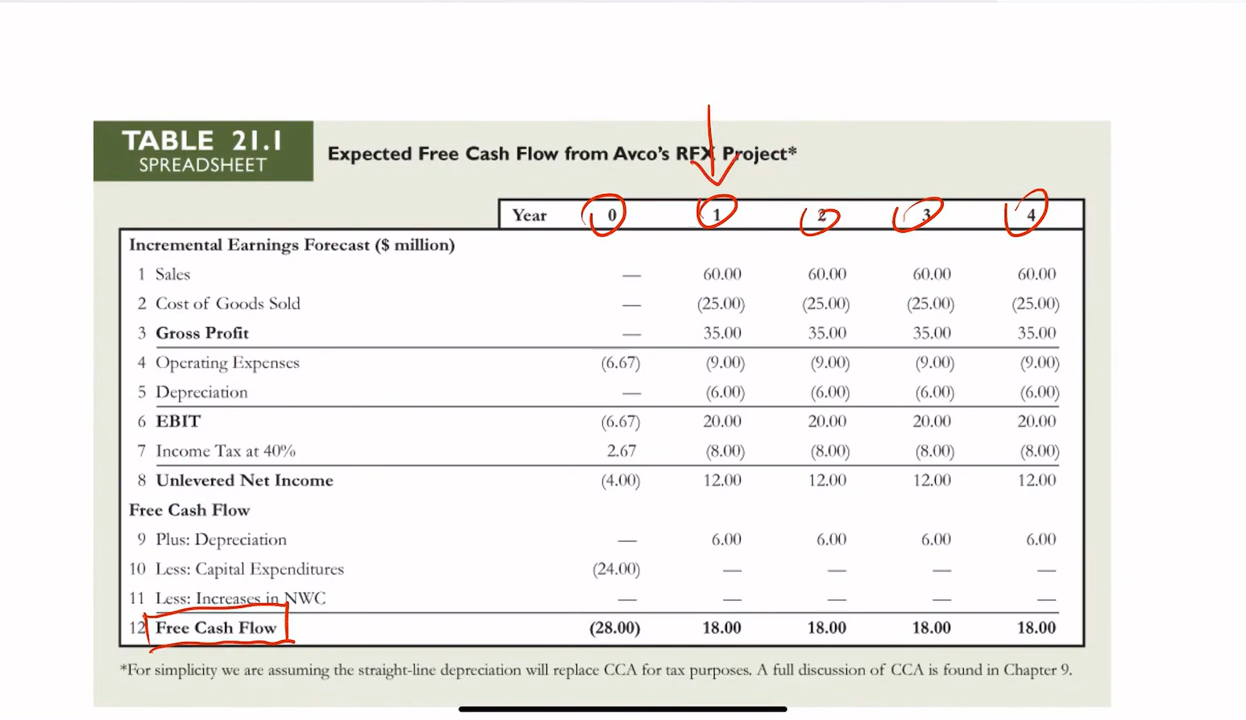 TABLE 21.1
SPREADSHEET
Expected Free Cash Flow from Avco's RFX Project*
Year 0 1 2 3 4
Incremental Earnings Forecast ($ million)
1 Sales — 60.00 60.00 60.00 60.00
2 Cost of Goods Sold — (25.00) (25.00) (25.00) (25.00)
3 Gross Profit — 35.00 35.00 35.00 35.00
4 Operating Expenses (6.67) (9.00) (9.00) (9.00) (9.00)
5 Depreciation — (6.00) (6.00) (6.00) (6.00)
6 EBIT (6.67) 20.00 20.00 20.00 20.00
7 Income Tax at 40% 2.67 (8.00) (8.00) (8.00) (8.00)
8 Unlevered Net Income (4.00) 12.00 12.00 12.00 12.00
Free Cash Flow
9 Plus: Depreciation — 6.00 6.00 6.00 6.00
10 Less: Capital Expenditures (24.00) — — — —
11 Less: Increases in NWC — — — — —
12 Free Cash Flow (28.00) 18.00 18.00 18.00 18.00
*For simplicity we are assuming the straight-line depreciation will replace CCA for tax purposes. A full discussion of CCA is found in Chapter 9.